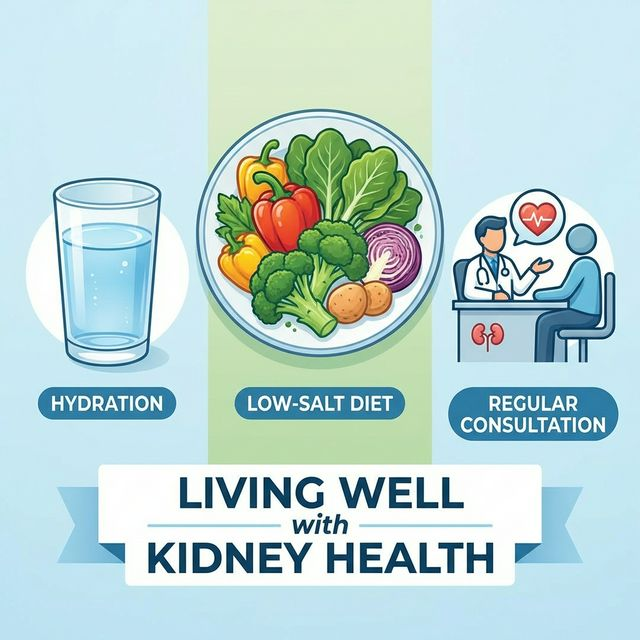 HYDRATION
LOW-SALT DIET
REGULAR
CONSULTATION
LIVING WELL
with
KIDNEY HEALTH